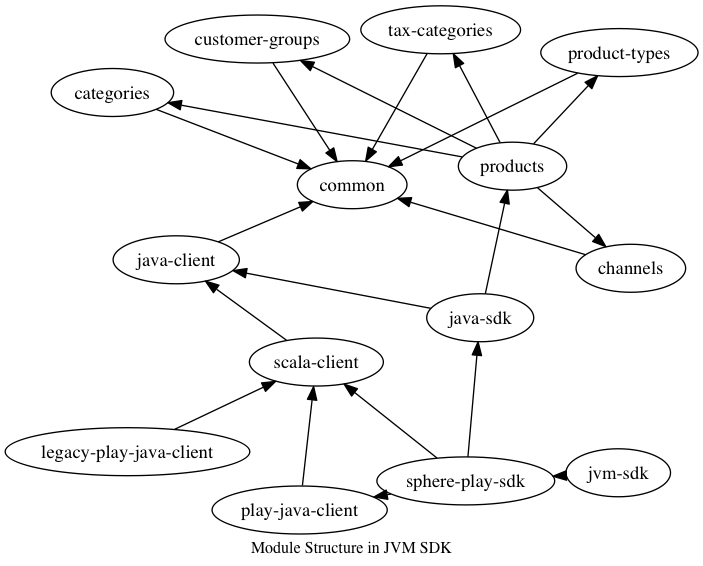 tax-categories
customer-groups
product-types
categories
products
common
java-client
channels
java-sdk
scala-client
legacy-play-java-client
jvm-sdk
sphere-play-sdk
play-java-client
Module Structure in JVM SDK